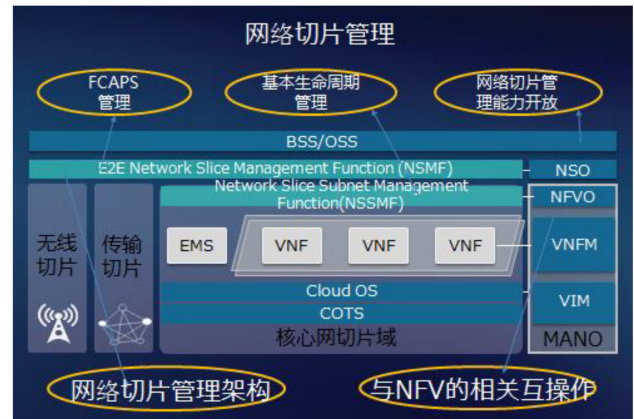 网络切片管理
FCAPS
管理
基本生命周期
管理
网络切片管
理能力开放
BSS/OSS
E2E Network Slice Management Function (NSMF)
NSO
Network Slice Subnet Management
Function(NSSMF)
NFVO
无线
切片
传输
切片
EMS
VNF
VNF
VNF
VNFM
Cloud OS
COTS
VIM
核心网切片域
MANO
网络切片管理架构
与NFV的相关互操作